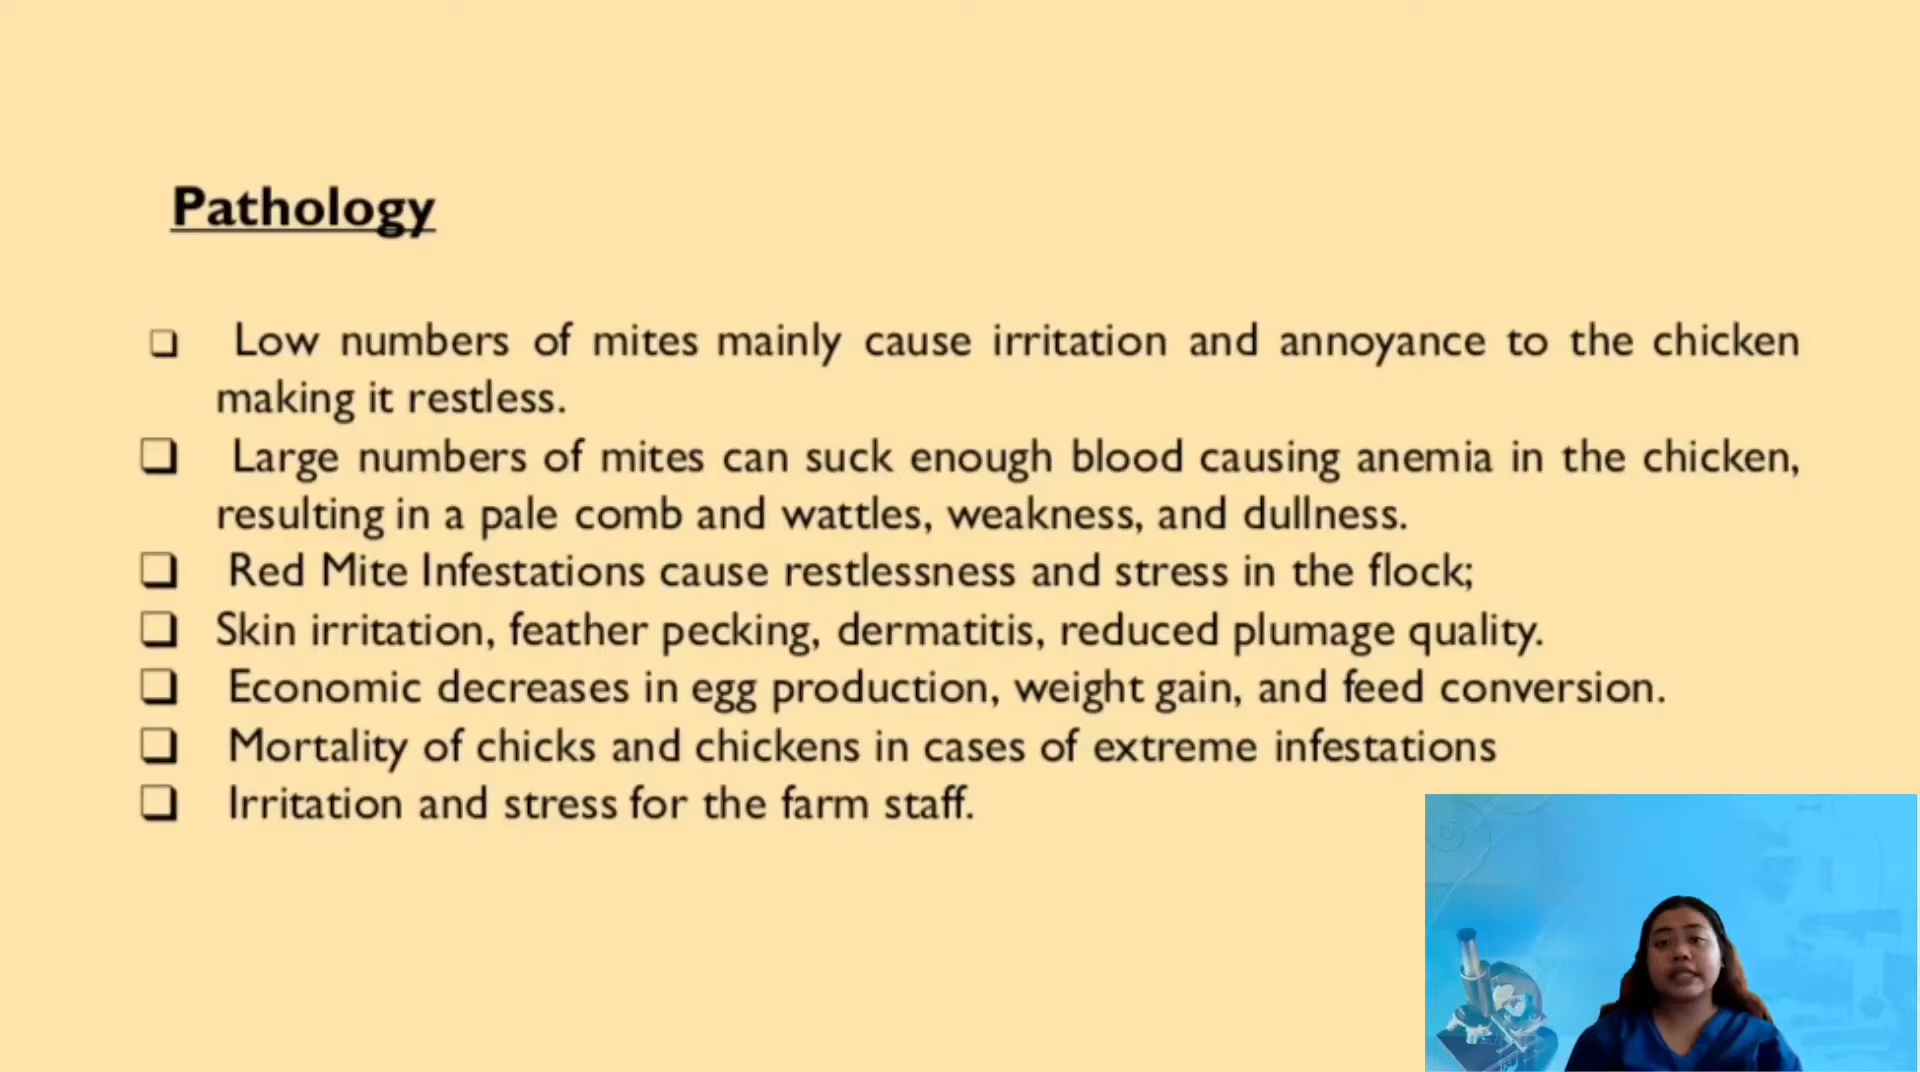 Pathology
❑ Low numbers of mites mainly cause irritation and annoyance to the chicken
making it restless.
❑ Large numbers of mites can suck enough blood causing anemia in the chicken,
resulting in a pale comb and wattles, weakness, and dullness.
❑ Red Mite Infestations cause restlessness and stress in the flock;
❑ Skin irritation, feather pecking, dermatitis, reduced plumage quality.
❑ Economic decreases in egg production, weight gain, and feed conversion.
❑ Mortality of chicks and chickens in cases of extreme infestations
❑ Irritation and stress for the farm staff.